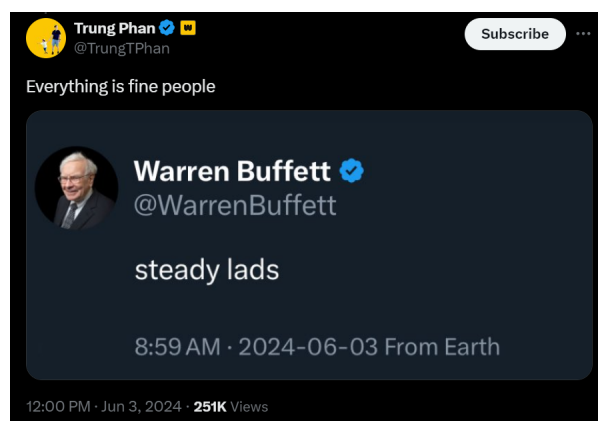 Trung Phan
@TrungTPhan
Subscribe
Everything is fine people
Warren Buffett
@WarrenBuffett
steady lads
8:59 AM · 2024-06-03 From Earth
12:00 PM · Jun 3, 2024 · 251K Views